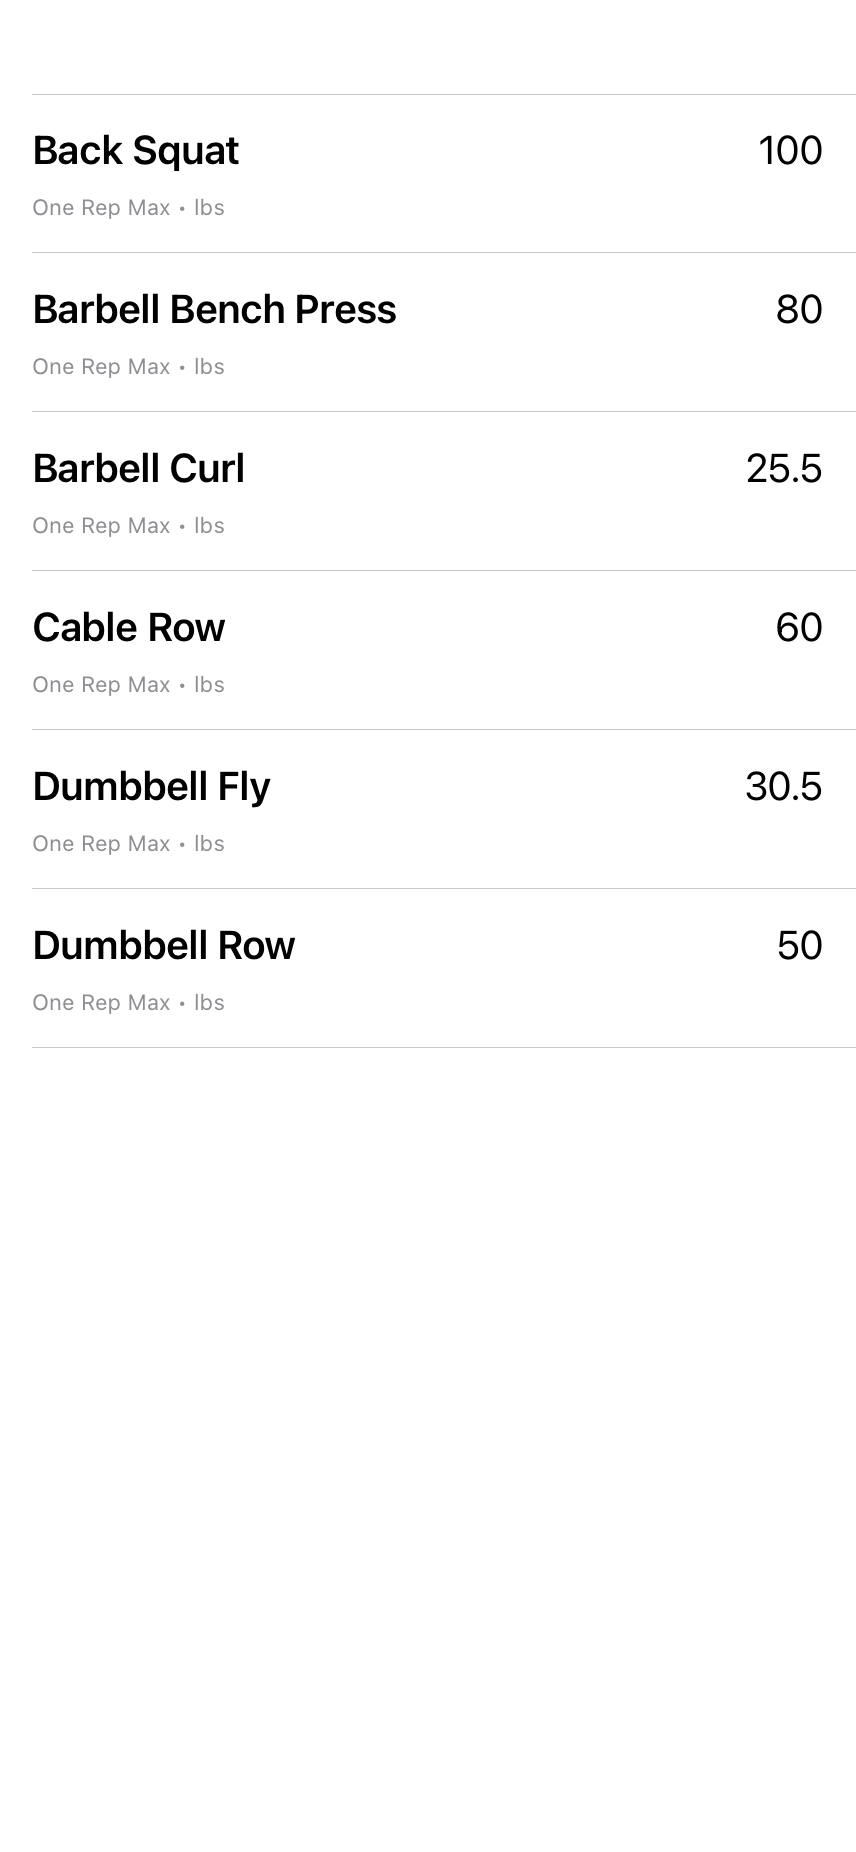 Back Squat 100
One Rep Max • lbs
Barbell Bench Press 80
One Rep Max • lbs
Barbell Curl 25.5
One Rep Max • lbs
Cable Row 60
One Rep Max • lbs
Dumbbell Fly 30.5
One Rep Max • lbs
Dumbbell Row 50
One Rep Max • lbs